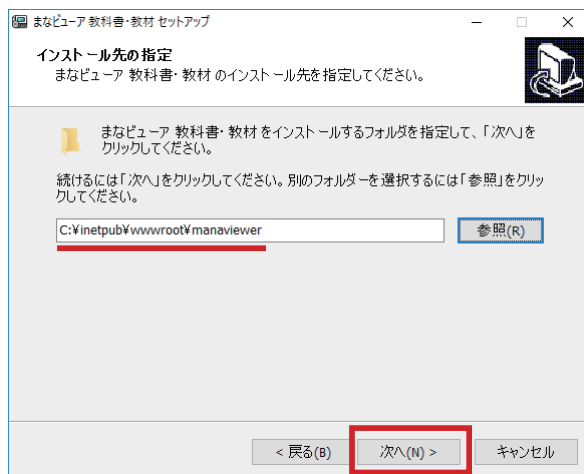 まなビューア 教科書・教材 セットアップ
インストール先の指定
まなビューア 教科書・教材 のインストール先を指定してください。
まなビューア 教科書・教材 をインストールするフォルダを指定して、「次へ」を
クリックしてください。
続けるには「次へ」をクリックしてください。別のフォルダーを選択するには「参照」をクリッ
クしてください。
C:¥inetpub¥wwwroot¥manaviewer
参照(R)
< 戻る(B)
次へ(N) >
キャンセル